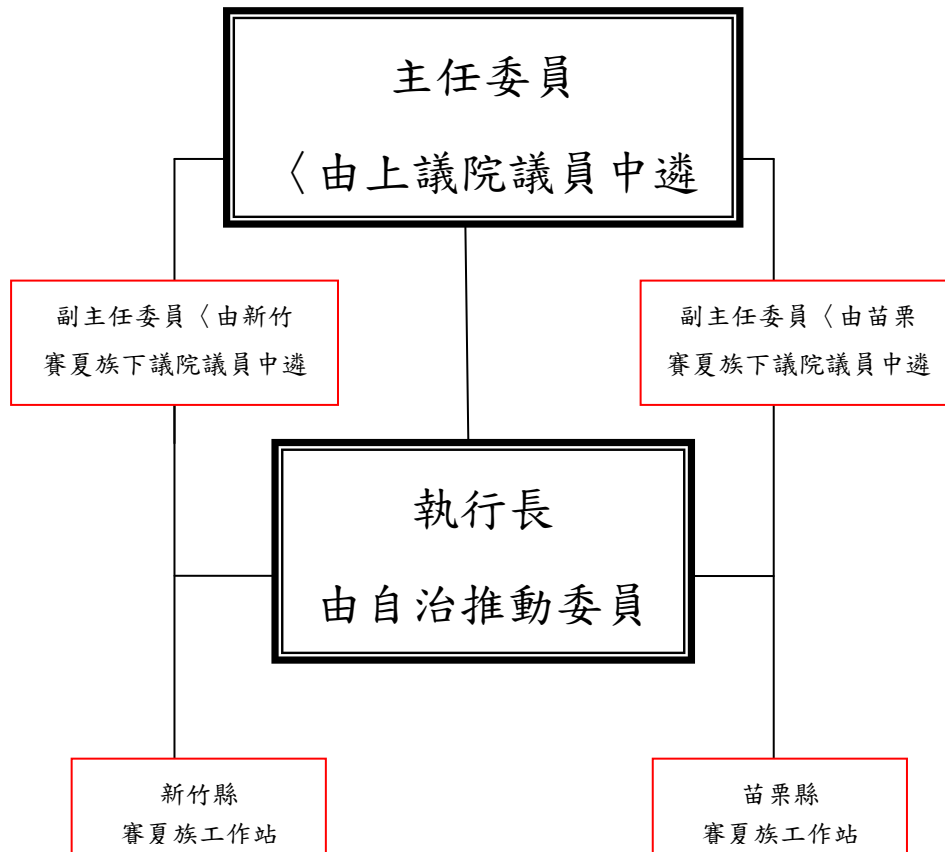 主任委員
〈由上議院議員中遴
副主任委員〈由新竹
賽夏族下議院議員中遴
副主任委員〈由苗栗
賽夏族下議院議員中遴
執行長
由自治推動委員
新竹縣
賽夏族工作站
苗栗縣
賽夏族工作站